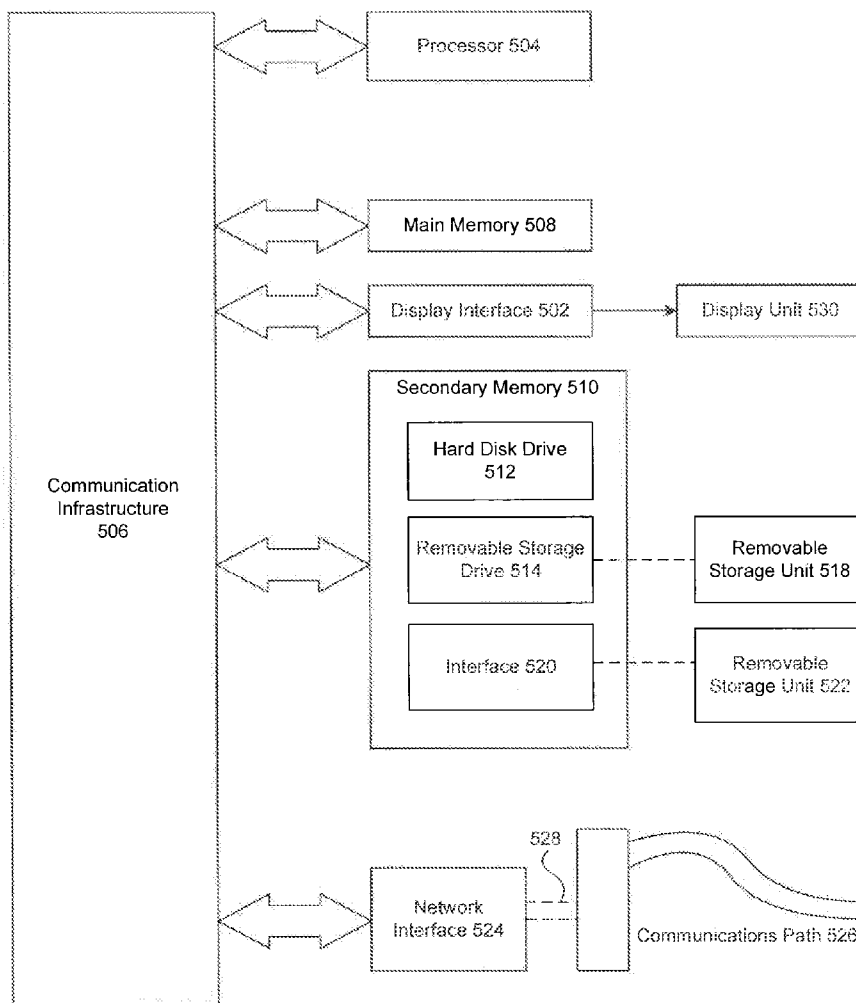 Processor 504
Main Memory 508
Display Interface 502
Display Unit 530
Secondary Memory 510
Hard Disk Drive
512
Communication
Infrastructure
506
Removable Storage
Drive 514
Removable
Storage Unit 518
Interface 520
Removable
Storage Unit 522
528
Network
Interface 524
Communications Path 526